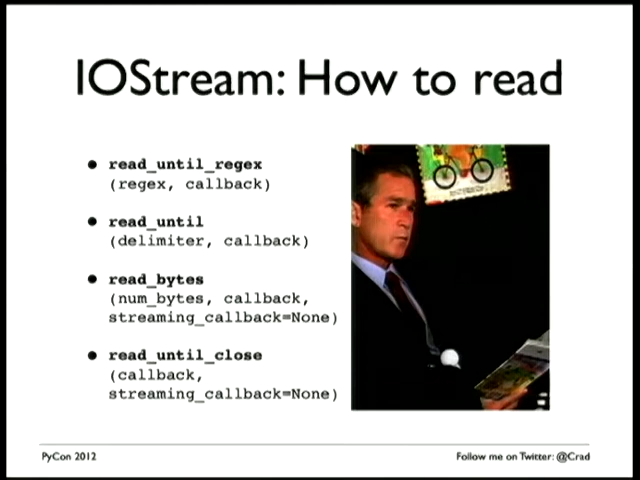 IOStream: How to read
• read_until_regex
(regex, callback)
• read_until
(delimiter, callback)
• read_bytes
(num_bytes, callback,
streaming_callback=None)
• read_until_close
(callback,
streaming_callback=None)
PyCon 2012
Follow me on Twitter: @Crad